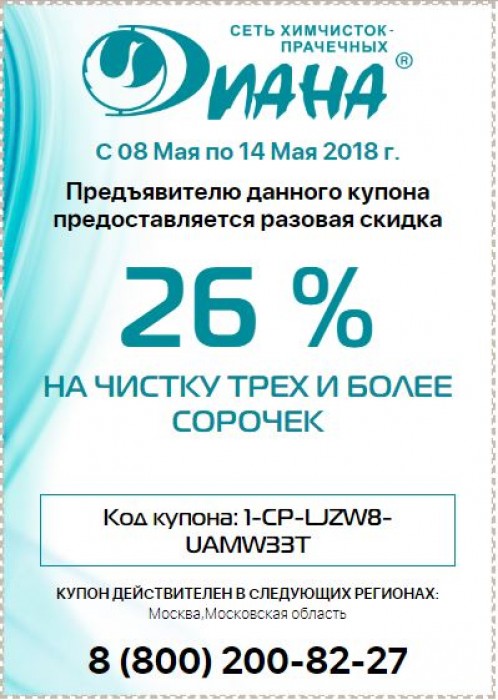 СЕТЬ ХИМЧИСТОК-
ПРАЧЕЧНЫХ
ДИАНА®
С 08 Мая по 14 Мая 2018 г.
Предъявителю данного купона
предоставляется разовая скидка
26 %
НА ЧИСТКУ ТРЕХ И БОЛЕЕ
СОРОЧЕК
Код купона: 1-CP-LJZW8-
UAMW33T
КУПОН ДЕЙСТВИТЕЛЕН В СЛЕДУЮЩИХ РЕГИОНАХ:
Москва,Московская область
8 (800) 200-82-27